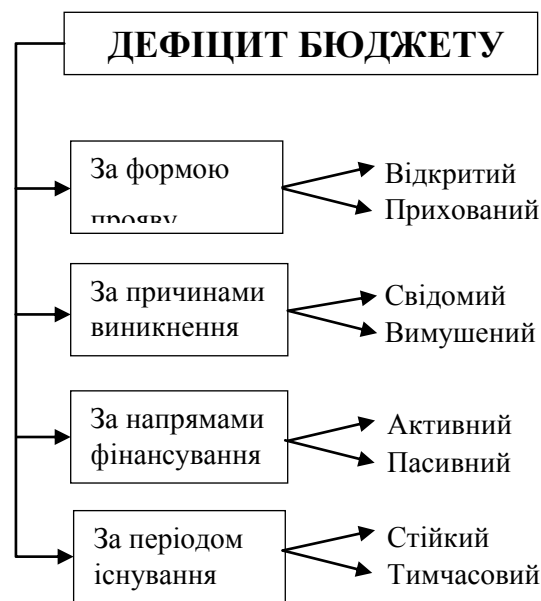 ДЕФІЦИТ БЮДЖЕТУ
За формою
прояву
Відкритий
Прихований
За причинами
виникнення
Свідомий
Вимушений
За напрямами
фінансування
Активний
Пасивний
За періодом
існування
Стійкий
Тимчасовий